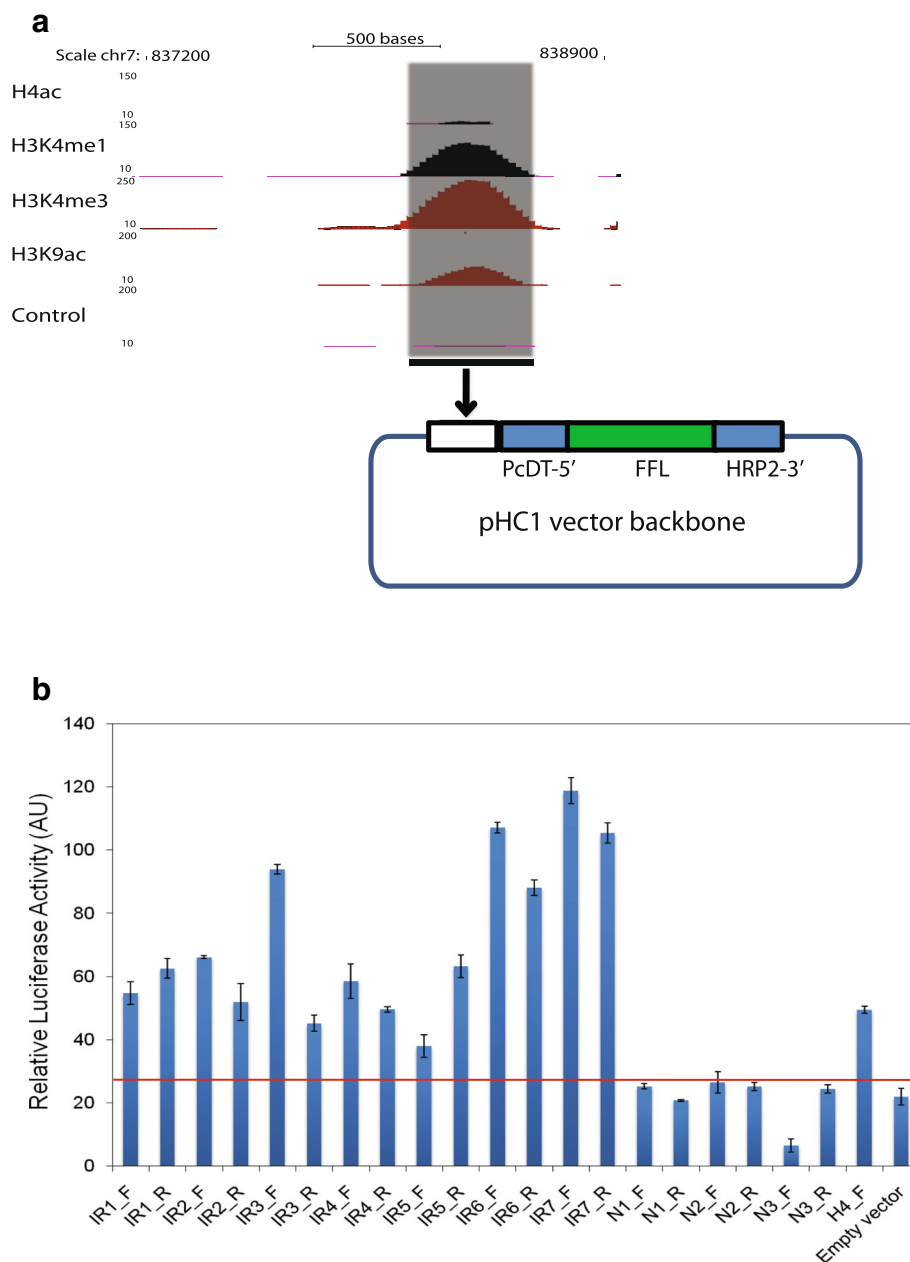 a
500 bases
Scale chr7: 837200 838900
150
H4ac
10
150
H3K4me1
10
250
H3K4me3
10
200
H3K9ac
10
200
Control
10
PcDT-5′ FFL HRP2-3′
pHC1 vector backbone
b
Relative Luciferase Activity (AU)
140
120
100
80
60
40
20
0
IR1_F IR1_R IR2_F IR2_R IR3_F IR3_R IR4_F IR4_R IR5_F IR5_R IR6_F IR6_R IR7_F IR7_R N1_F N1_R N2_F N2_R N3_F N3_R H4_F Empty vector